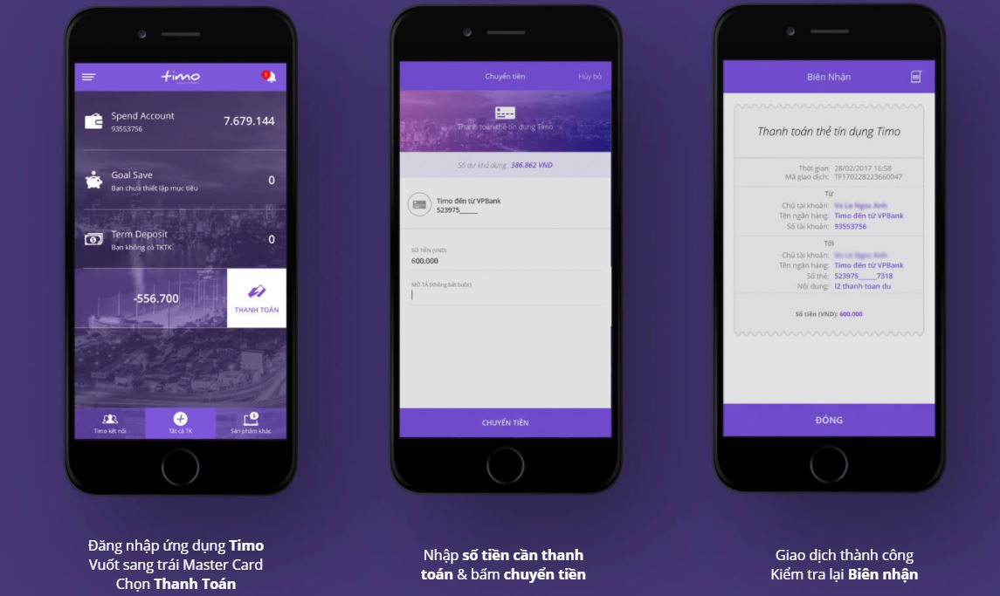 timo
5
Spend Account
93553756
7.679.144
Goal Save
Bạn chưa thiết lập mục tiêu
0
Term Deposit
Bạn không có TKTK
0
-556.700
THANH TOÁN
Timo kết nối
Tất cả TK
Sản phẩm khác
Đăng nhập ứng dụng Timo
Vuốt sang trái Master Card
Chọn Thanh Toán
Chuyển tiền
Hủy bỏ
Thanh toán thẻ tín dụng Timo
Số dư khả dụng: 386.862 VND
Timo đến từ VPBank
523975______
SỐ TIỀN (VND)
600.000
MÔ TẢ (Không bắt buộc)
CHUYỂN TIỀN
Nhập số tiền cần thanh
toán & bấm chuyển tiền
Biên Nhận
Thanh toán thẻ tín dụng Timo
Thời gian: 28/02/2017 16:58
Mã giao dịch: TF170228223660047
Từ
Chủ tài khoản:
Tên ngân hàng: Timo đến từ VPBank
Số tài khoản: 93553756
Tới
Chủ tài khoản:
Tên ngân hàng: Timo đến từ VPBank
Số thẻ: 523975______7318
Nội dung: I2 thanh toan du
Số tiền (VND): 600.000
ĐÓNG
Giao dịch thành công
Kiểm tra lại Biên nhận